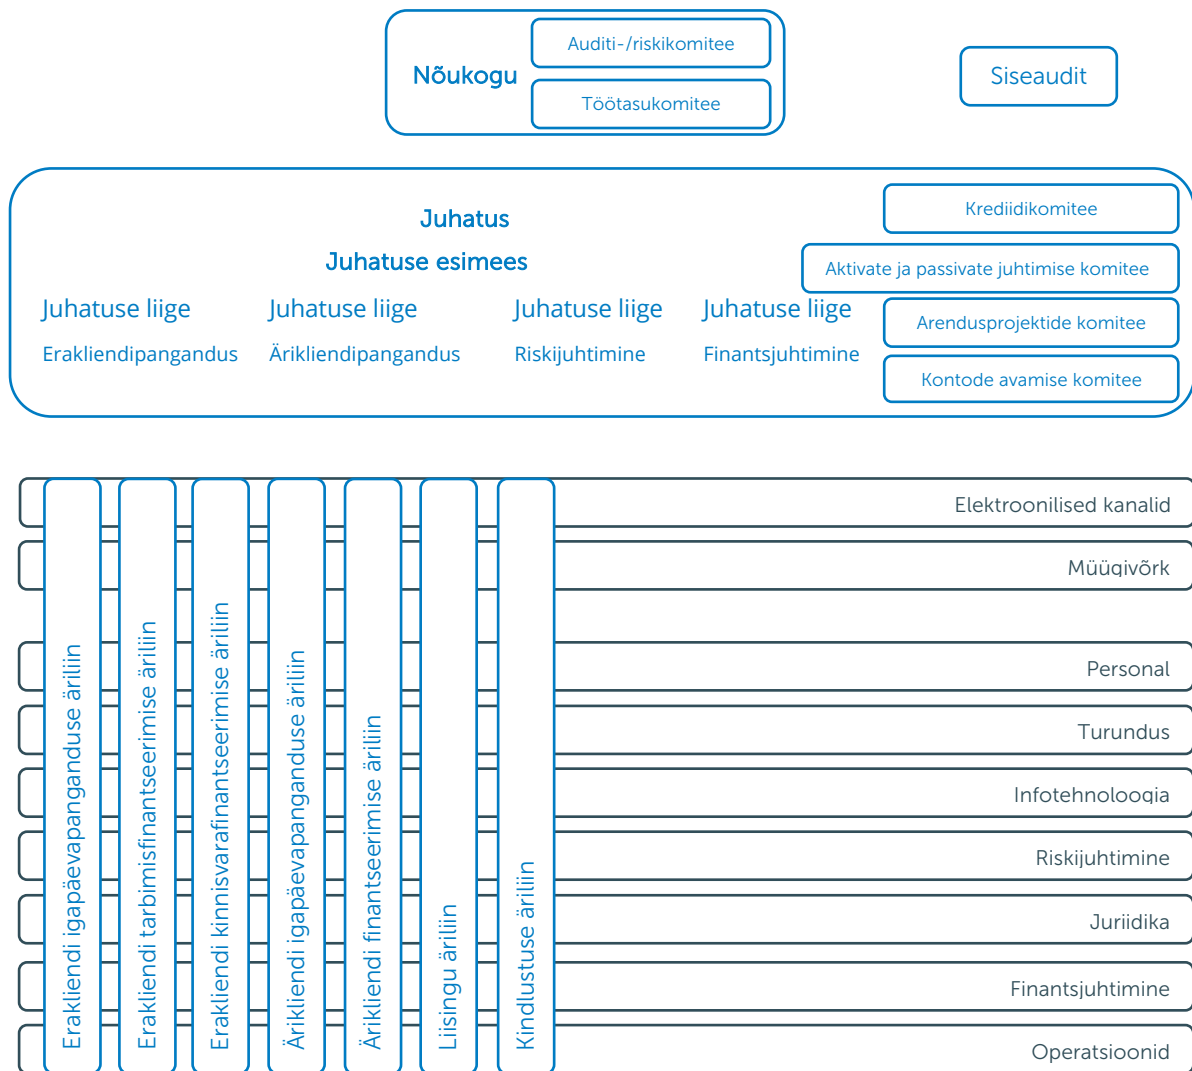 Nõukogu
Auditi-/riskikomitee
Töötasukomitee
Siseaudit
Juhatus
Juhatuse esimees
Juhatuse liige
Erakliendipangandus
Juhatuse liige
Ärikliendipangandus
Juhatuse liige
Riskijuhtimine
Juhatuse liige
Finantsjuhtimine
Krediidikomitee
Aktivate ja passivate juhtimise komitee
Arendusprojektide komitee
Kontode avamise komitee
Erakliendi igapäevapanganduse äriliin
Erakliendi tarbimisfinantseerimise äriliin
Erakliendi kinnisvarafinantseerimise äriliin
Ärikliendi igapäevapanganduse äriliin
Ärikliendi finantseerimise äriliin
Liisingu äriliin
Kindlustuse äriliin
Elektroonilised kanalid
Müügivõrk
Personal
Turundus
Infotehnoloogia
Riskijuhtimine
Juriidika
Finantsjuhtimine
Operatsioonid